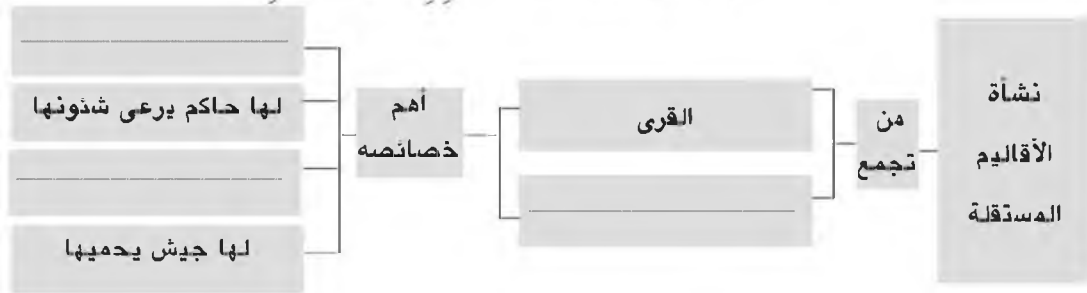 نشأة
الأقاليم
المستقلة
من
تجمع
القرى
أهم
خصائصه
لها حاكم يرعى شئونها
لها جيش يحميها